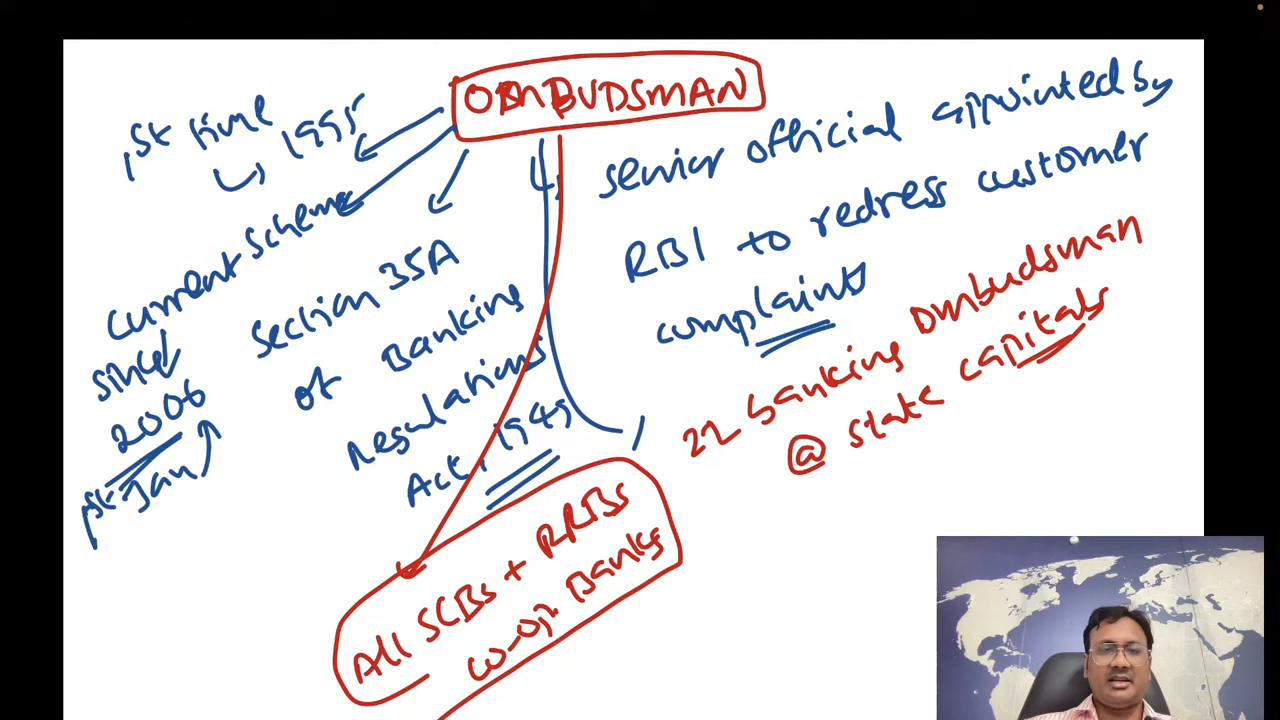 OMBUDSMAN
1st time
↳ 1995
current scheme
since
2006
1st Jan
section 35A
of Banking
Regulations
Act, 1949
senior official appointed by
RBI to redress customer
complaints
22 banking ombudsman
@ state capitals
All SCBs + RRBs
co-op. Banks